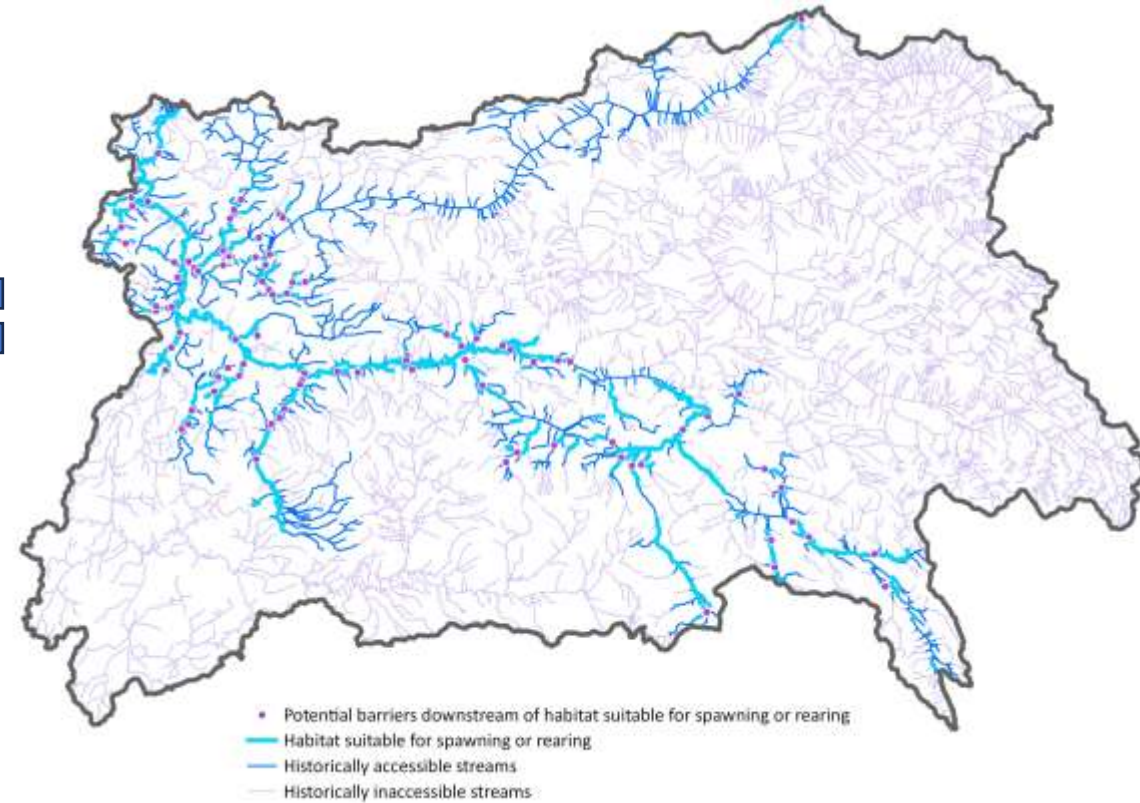 Potential barriers downstream of habitat suitable for spawning or rearing
Habitat suitable for spawning or rearing
Historically accessible streams
Historically inaccessible streams